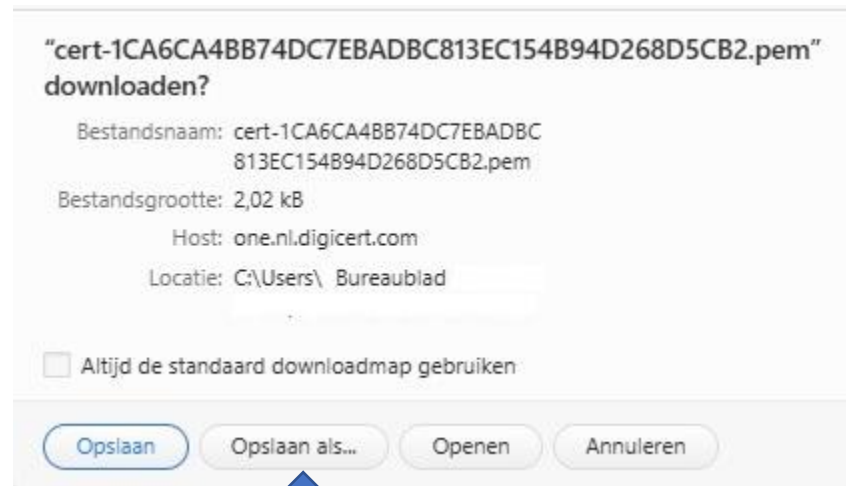 “cert-1CA6CA4BB74DC7EBADBC813EC154B94D268D5CB2.pem”
downloaden?
Bestandsnaam: cert-1CA6CA4BB74DC7EBADBC
813EC154B94D268D5CB2.pem
Bestandsgrootte: 2,02 kB
Host: one.nl.digicert.com
Locatie: C:\Users\ Bureaublad
Altijd de standaard downloadmap gebruiken
Opslaan Opslaan als... Openen Annuleren